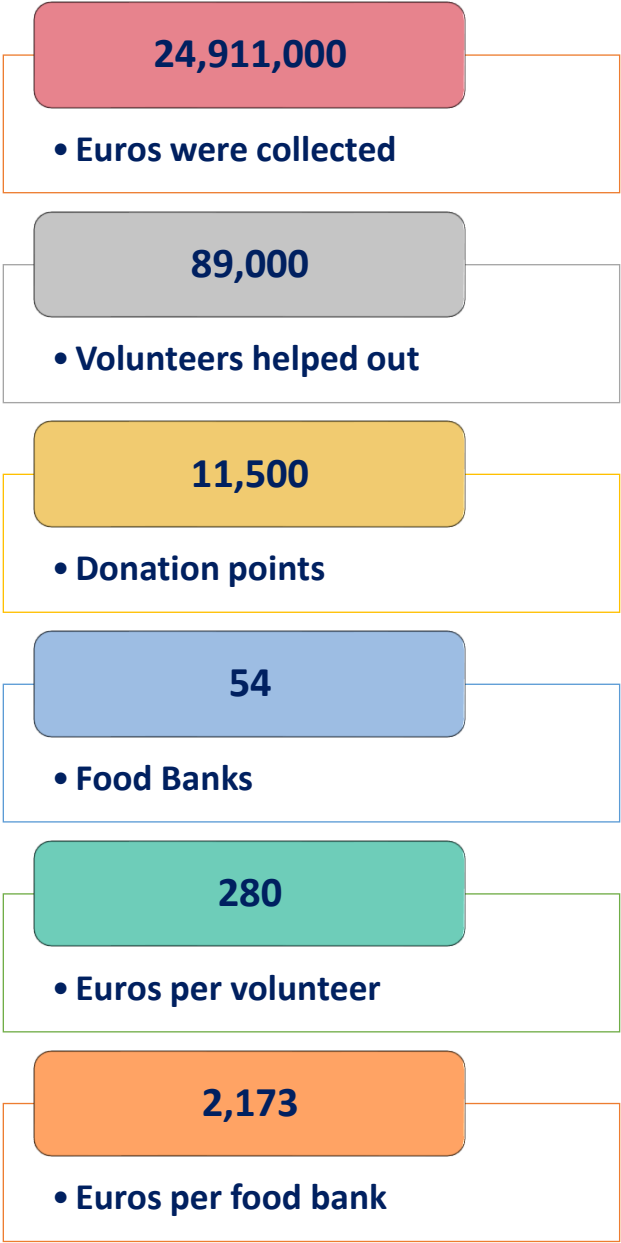 24,911,000
• Euros were collected
89,000
• Volunteers helped out
11,500
• Donation points
54
• Food Banks
280
• Euros per volunteer
2,173
• Euros per food bank